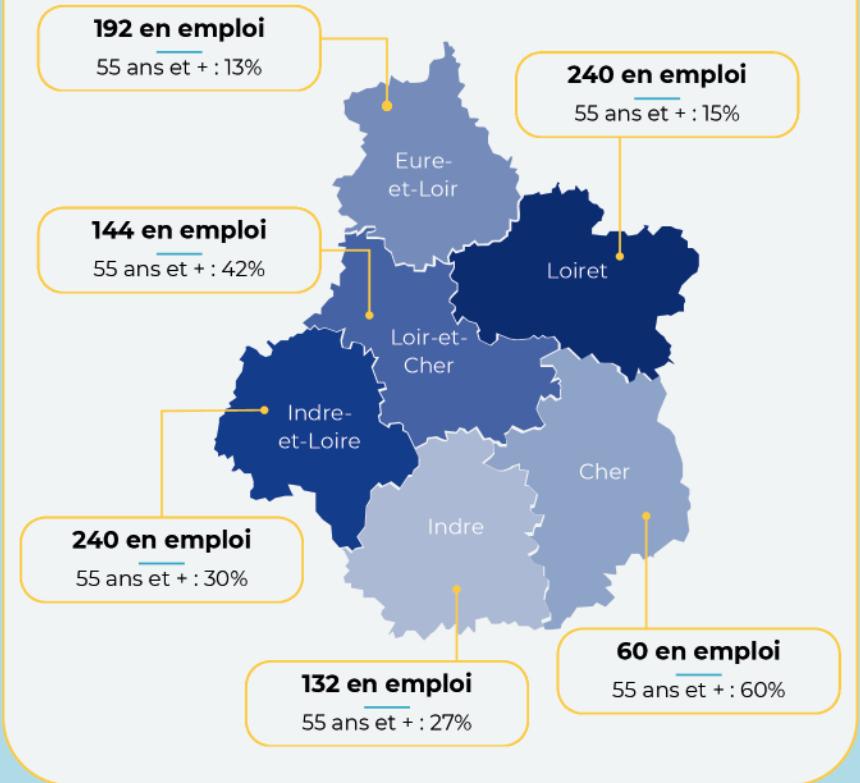 192 en emploi
55 ans et + : 13%
240 en emploi
55 ans et + : 15%
Eure-
et-Loir
144 en emploi
55 ans et + : 42%
Loiret
Loir-et-
Cher
Indre-
et-Loire
Cher
Indre
240 en emploi
55 ans et + : 30%
60 en emploi
55 ans et + : 60%
132 en emploi
55 ans et + : 27%